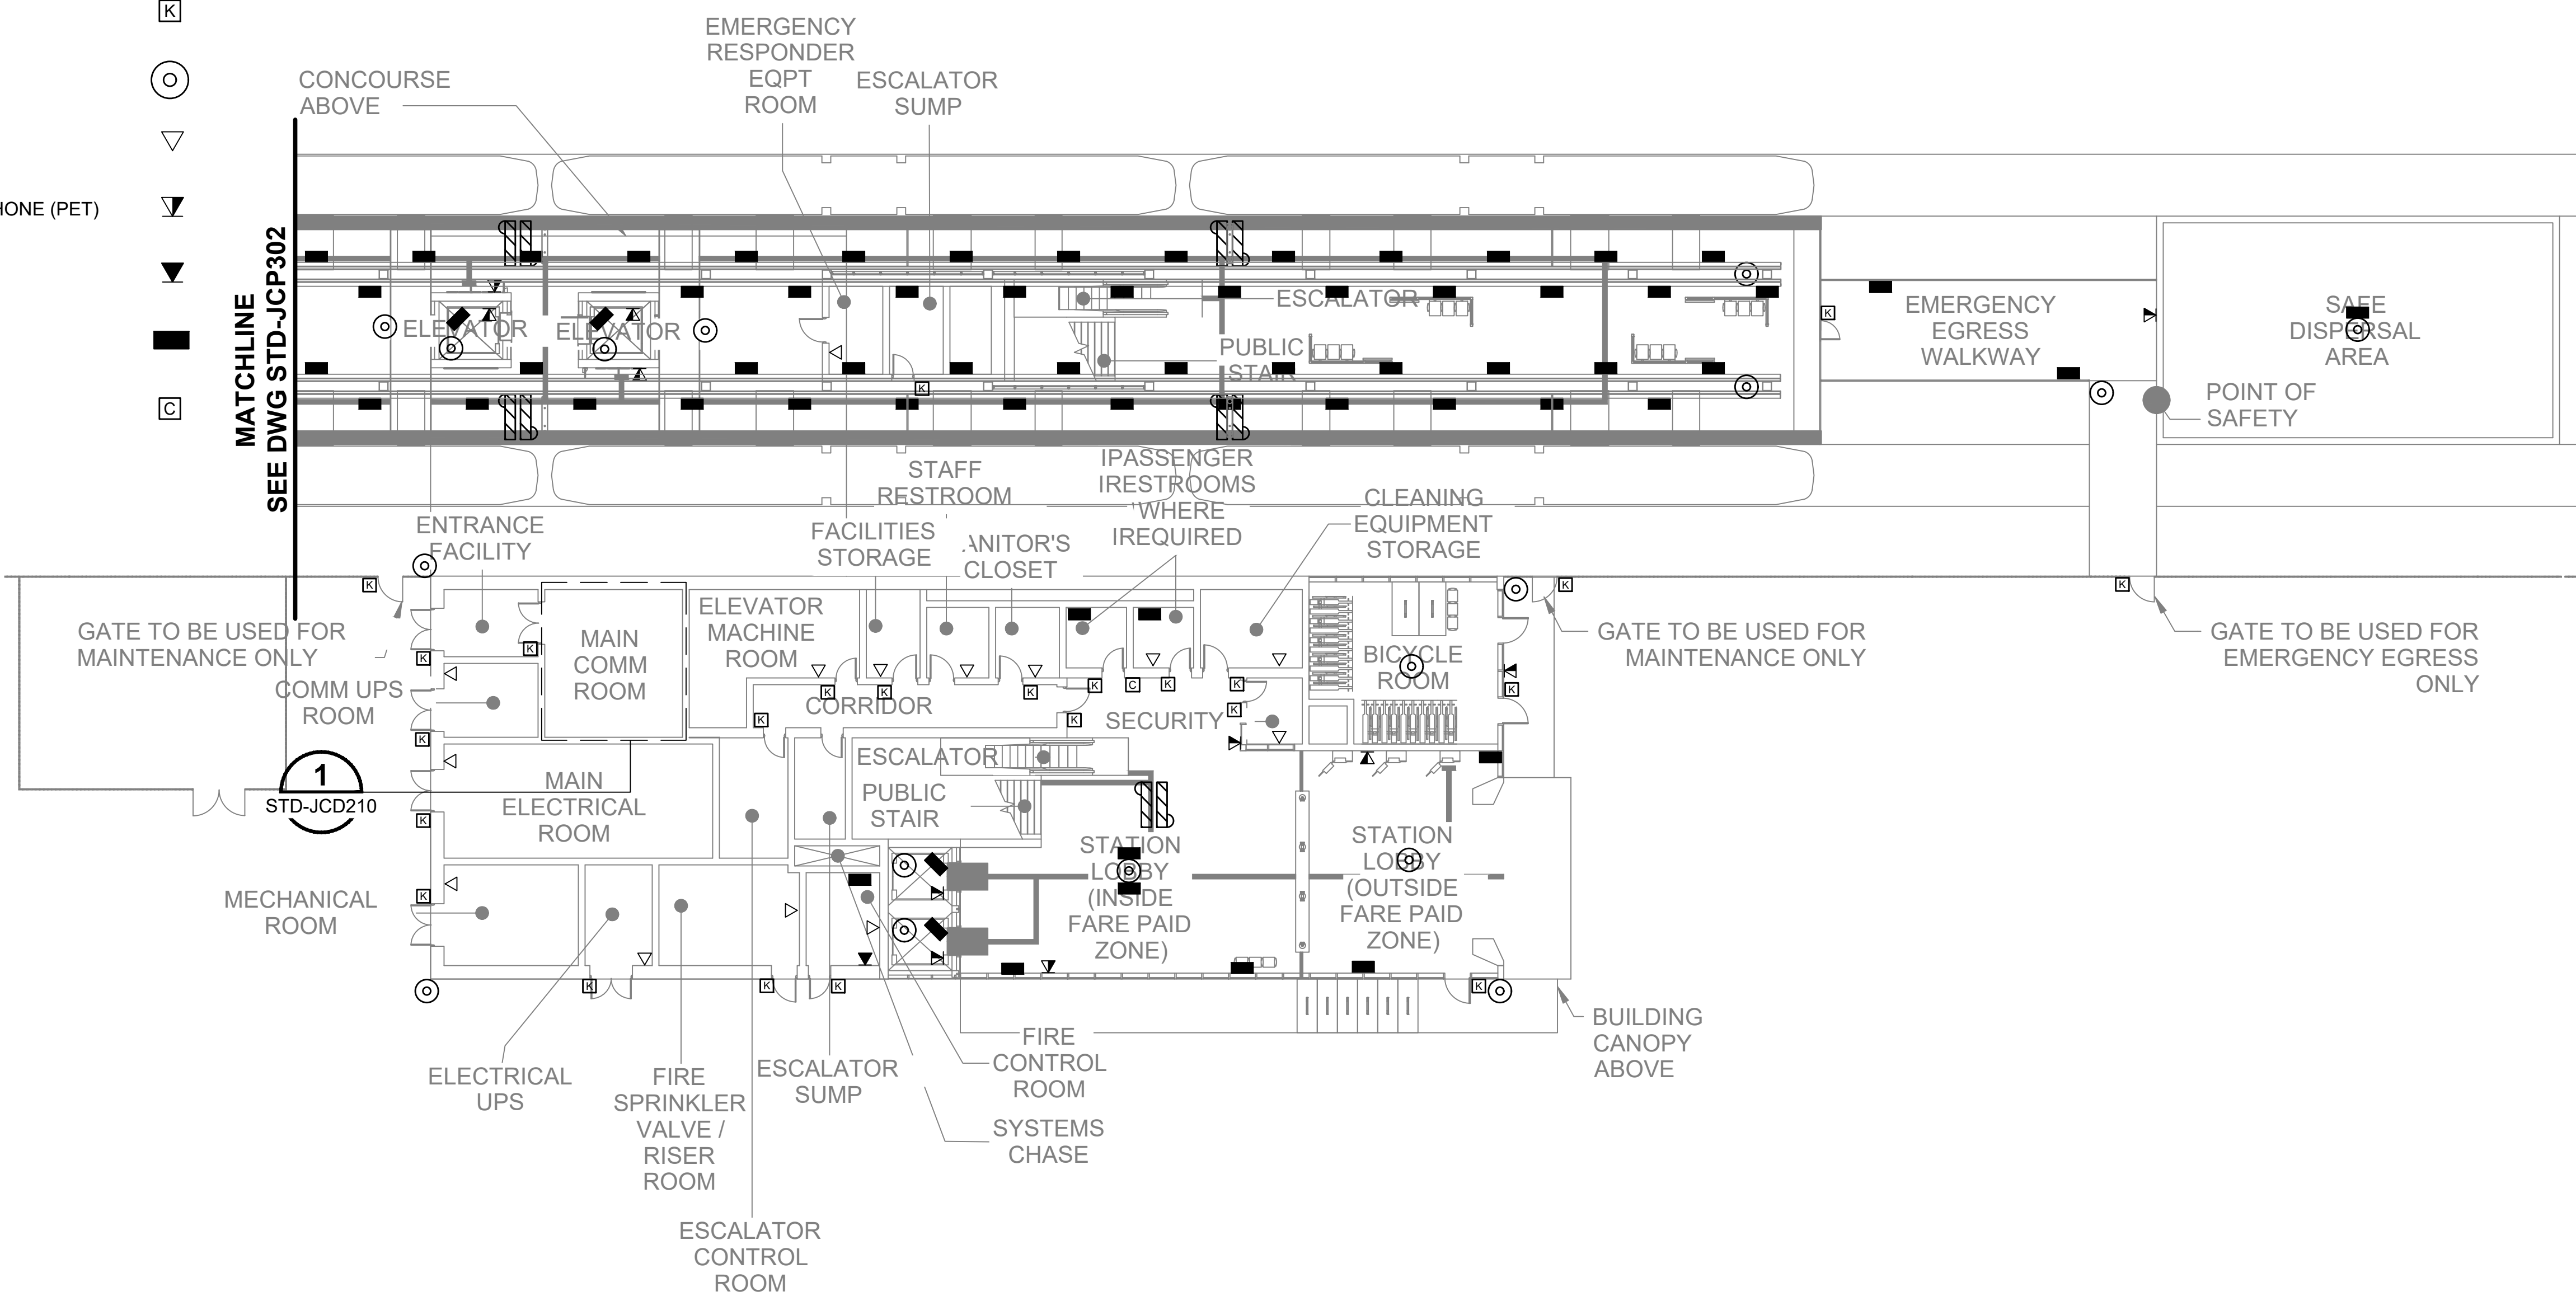 K
EMERGENCY
RESPONDER
EQPT
ROOM
ESCALATOR
SUMP
CONCOURSE
ABOVE
HONE (PET)
C
MATCHLINE
SEE DWG STD-JCP302
ELEVATOR
ELEVATOR
ESCALATOR
PUBLIC
STAIR
K
K
EMERGENCY
EGRESS
WALKWAY
SAFE
DISPERSAL
AREA
POINT OF
SAFETY
STAFF
RESTROOM
IPASSENGER
IRESTROOMS
WHERE
IREQUIRED
CLEANING
EQUIPMENT
STORAGE
ENTRANCE
FACILITY
FACILITIES
STORAGE
ANITOR'S
CLOSET
K
K
K
GATE TO BE USED FOR
MAINTENANCE ONLY
ELEVATOR
MACHINE
ROOM
MAIN
COMM
ROOM
BICYCLE
ROOM
GATE TO BE USED FOR
MAINTENANCE ONLY
GATE TO BE USED FOR
EMERGENCY EGRESS
ONLY
K
K
COMM UPS
ROOM
K
K
K
K
C
K
K
K
CORRIDOR
K
K
K
SECURITY
K
1
STD-JCD210
ESCALATOR
MAIN
ELECTRICAL
ROOM
PUBLIC
STAIR
K
STATION
LOBBY
(INSIDE
FARE PAID
ZONE)
STATION
LOBBY
(OUTSIDE
FARE PAID
ZONE)
MECHANICAL
ROOM
K
K
K
K
K
BUILDING
CANOPY
ABOVE
FIRE
CONTROL
ROOM
ELECTRICAL
UPS
FIRE
SPRINKLER
VALVE /
RISER
ROOM
ESCALATOR
SUMP
SYSTEMS
CHASE
ESCALATOR
CONTROL
ROOM